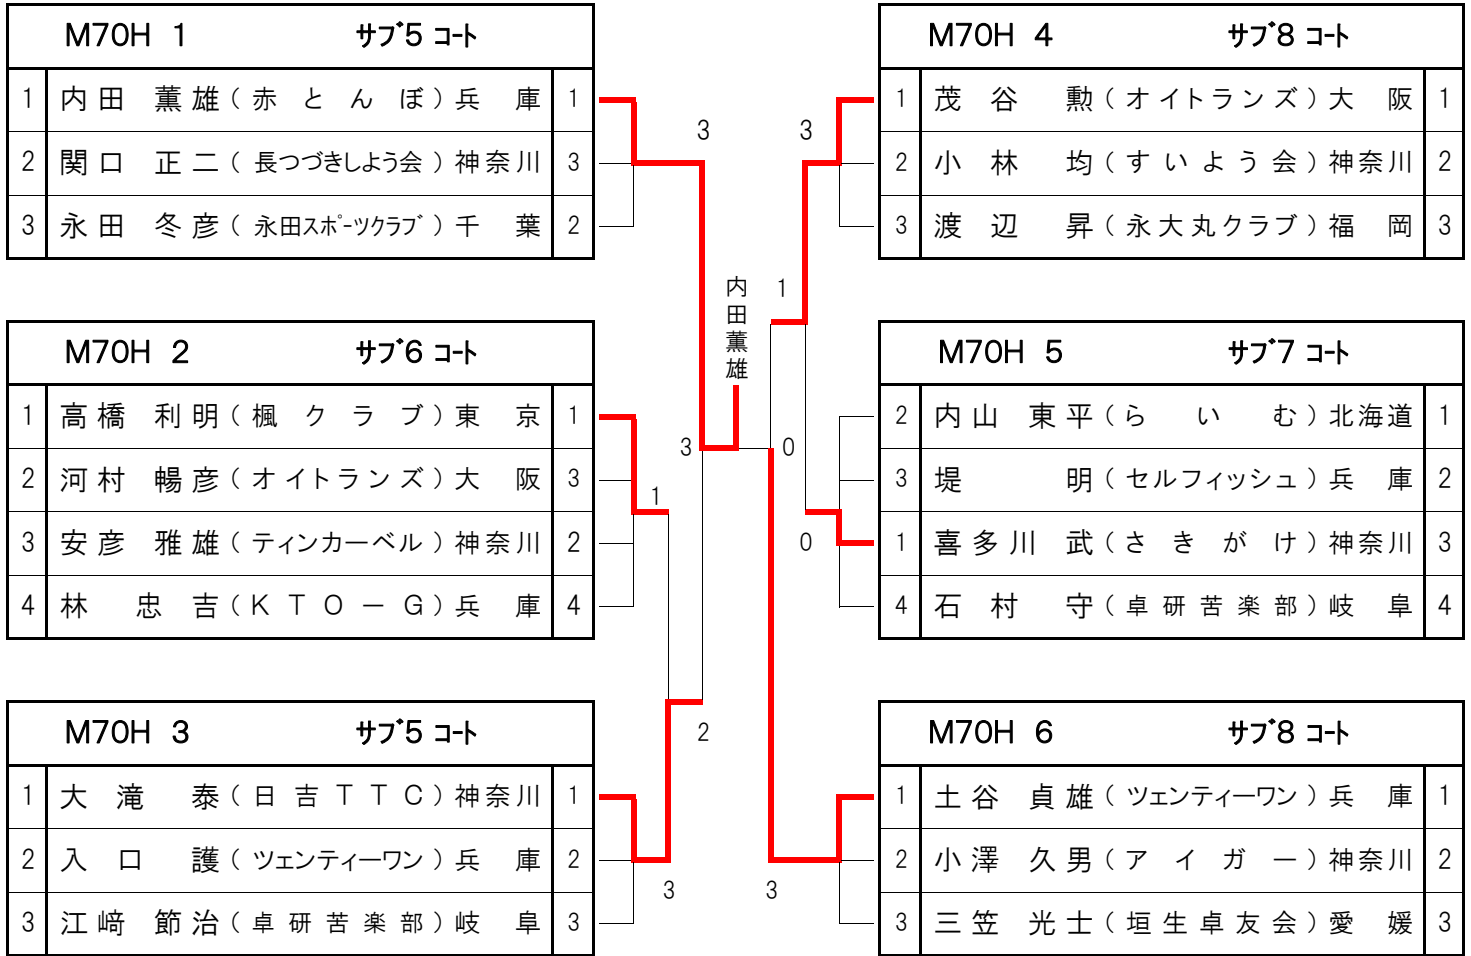 M70H 1 サブ5 コート
1 内田 薫雄 (赤とんぼ) 兵庫 1
2 関口 正二 (長つづきしよう会) 神奈川 3
3 永田 冬彦 (永田スポーツクラブ) 千葉 2
M70H 2 サブ6 コート
1 高橋 利明 (楓クラブ) 東京 1
2 河村 暢彦 (オイトランズ) 大阪 3
3 安彦 雅雄 (ティンカーベル) 神奈川 2
4 林 忠吉 (KTO-G) 兵庫 4
M70H 3 サブ5 コート
1 大滝 泰 (日吉TTC) 神奈川 1
2 入口 護 (ツェンティーワン) 兵庫 2
3 江﨑 節治 (卓研苦楽部) 岐阜 3
3
3
1
2
3
内田薫雄
3
1
0
0
3
M70H 4 サブ8 コート
1 茂谷 勲 (オイトランズ) 大阪 1
2 小林 均 (すいよう会) 神奈川 2
3 渡辺 昇 (永大丸クラブ) 福岡 3
M70H 5 サブ7 コート
2 内山 東平 (らいむ) 北海道 1
3 堤 明 (セルフィッシュ) 兵庫 2
1 喜多川 武 (さきがけ) 神奈川 3
4 石村 守 (卓研苦楽部) 岐阜 4
M70H 6 サブ8 コート
1 土谷 貞雄 (ツェンティーワン) 兵庫 1
2 小澤 久男 (アイガー) 神奈川 2
3 三笠 光士 (垣生卓友会) 愛媛 3